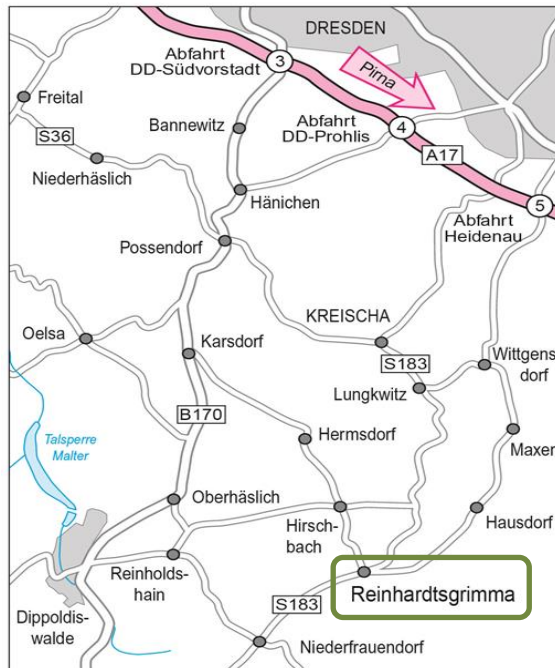 DRESDEN
Abfahrt
DD-Südvorstadt
3
Pirna
Freital
Bannewitz
Abfahrt
DD-Prohlis
4
S36
A17
Niederhäslich
Hänichen
5
Abfahrt
Heidenau
Possendorf
KREISCHA
Oelsa
Karsdorf
S183
Wittgens
dorf
Lungkwitz
B170
Talsperre
Malter
Hermsdorf
Maxen
Oberhäslich
Hirsch-
bach
Hausdorf
Reinholds-
hain
Reinhardtsgrimma
S183
Dippoldis-
walde
Niederfrauendorf